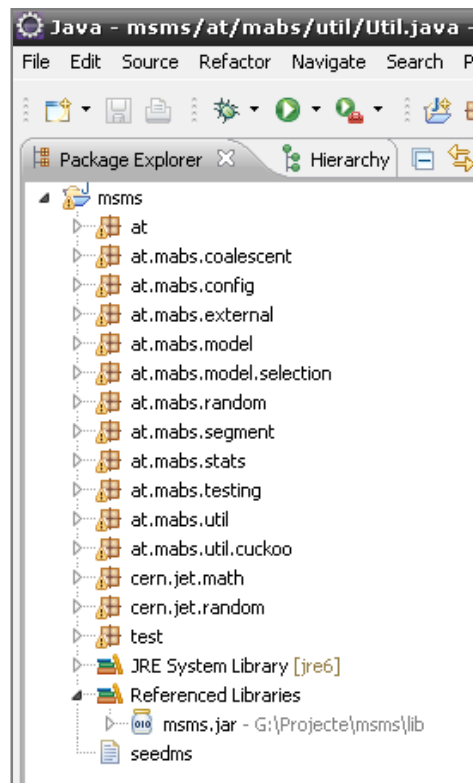 Java - msms/at/mabs/util/Util.java -
File Edit Source Refactor Navigate Search P
Package Explorer Hierarchy
msms
at
at.mabs.coalescent
at.mabs.config
at.mabs.external
at.mabs.model
at.mabs.model.selection
at.mabs.random
at.mabs.segment
at.mabs.stats
at.mabs.testing
at.mabs.util
at.mabs.util.cuckoo
cern.jet.math
cern.jet.random
test
JRE System Library [jre6]
Referenced Libraries
msms.jar - G:\Projecte\msms\lib
seedms